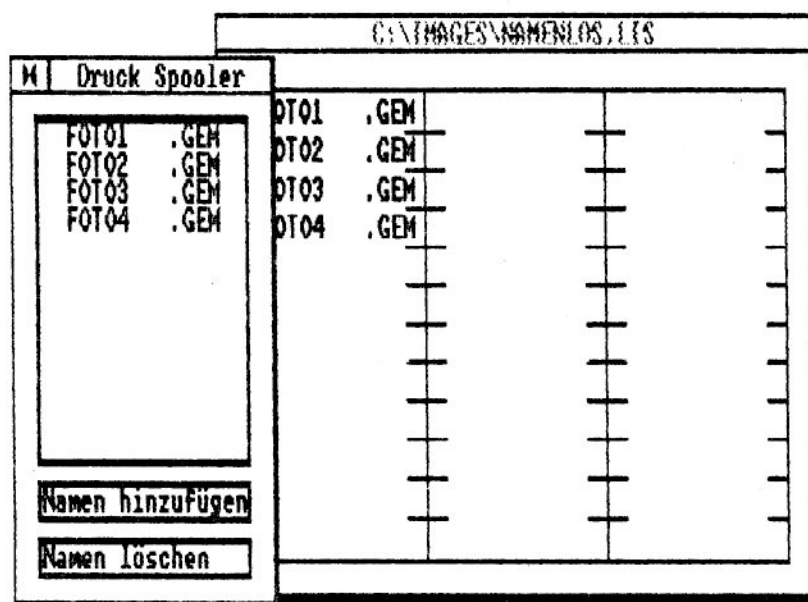 C:\IMAGES\NAMENLOS.LIS
Druck Spooler
FOTO1 .GEM
FOTO2 .GEM
FOTO3 .GEM
FOTO4 .GEM
OTO1 .GEM
OTO2 .GEM
OTO3 .GEM
OTO4 .GEM
Namen hinzufügen
Namen löschen